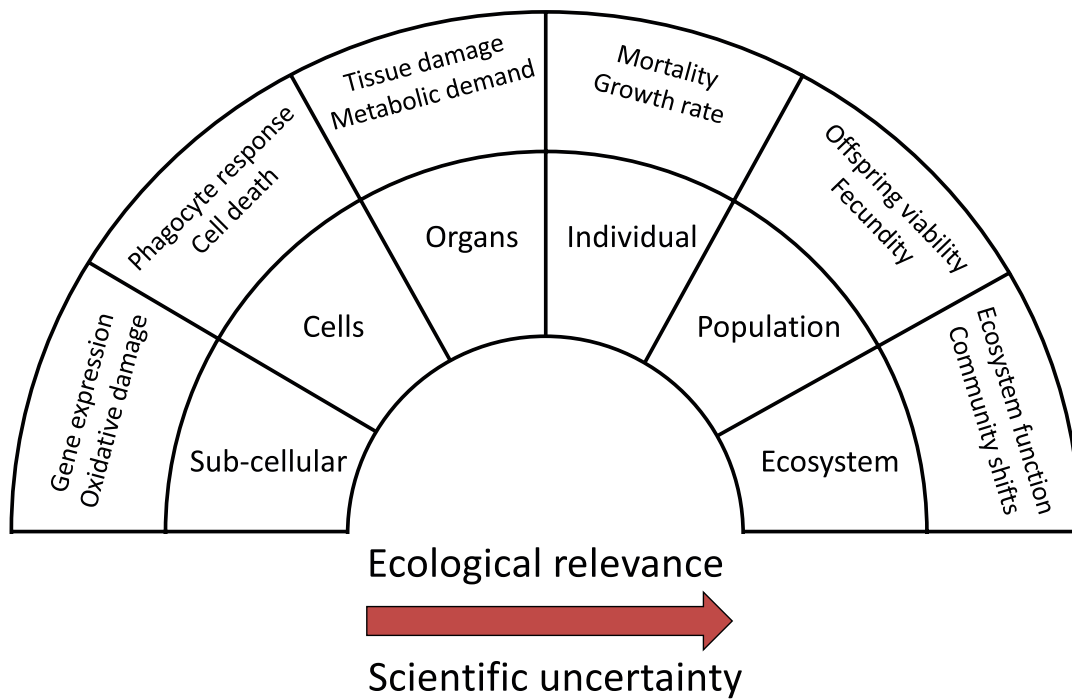 Gene expression
Oxidative damage
Phagocyte response
Cell death
Tissue damage
Metabolic demand
Mortality
Growth rate
Offspring viability
Fecundity
Ecosystem function
Community shifts
Sub-cellular
Cells
Organs
Individual
Population
Ecosystem
Ecological relevance
Scientific uncertainty